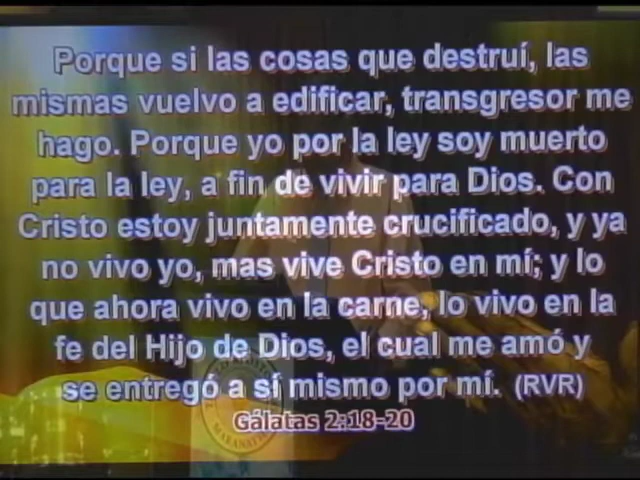 Porque si las cosas que destruí, las
mismas vuelvo a edificar, transgresor me
hago. Porque yo por la ley soy muerto
para la ley, a fin de vivir para Dios. Con
Cristo estoy juntamente crucificado, y ya
no vivo yo, mas vive Cristo en mí; y lo
que ahora vivo en la carne, lo vivo en la
fe del Hijo de Dios, el cual me amó y
se entregó a sí mismo por mí. (RVR)
Gálatas 2:18-20